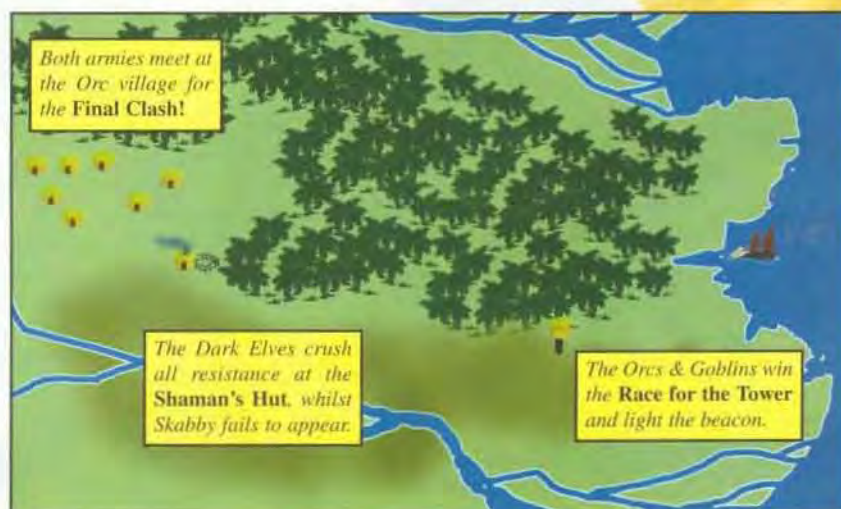 Both armies meet at
the Orc village for
the Final Clash!
The Dark Elves crush
all resistance at the
Shaman's Hut, whilst
Skabby fails to appear.
The Orcs & Goblins win
the Race for the Tower
and light the beacon.